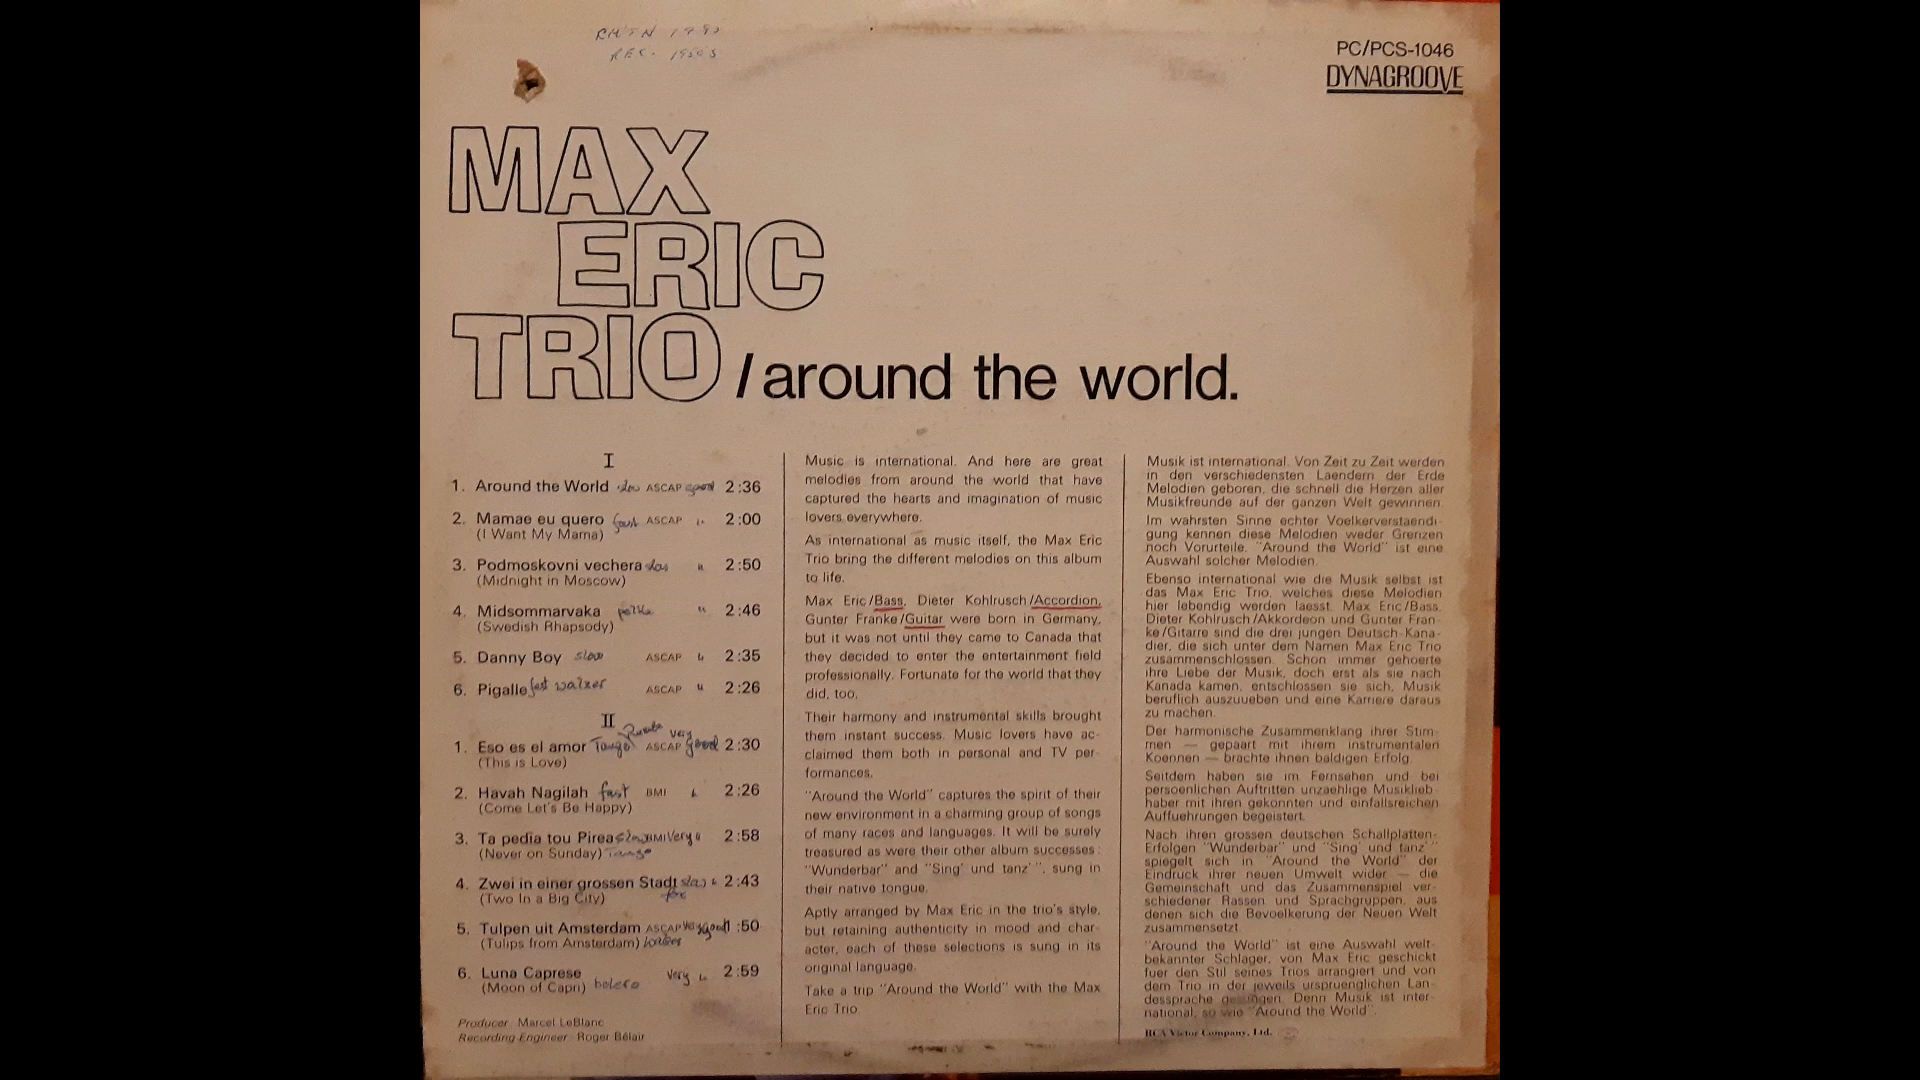 PC/PCS-1046
DYNAGROOVE
MAX
ERIC
TRIO / around the world.
I
1. Around the World slow ASCAP good 2:36
2. Mamae eu quero fast ASCAP 2:00
(I Want My Mama)
3. Podmoskovni vechera slow " 2:50
(Midnight in Moscow)
4. Midsommarvaka polka " 2:46
(Swedish Rhapsody)
5. Danny Boy slow ASCAP 2:35
6. Pigalle fast walzer ASCAP " 2:26
II
1. Eso es el amor Tango Rumba ASCAP very good 2:30
(This is Love)
2. Havah Nagilah fast BMI 2:26
(Come Let's Be Happy)
3. Ta pedia tou Pirea slow BMI Very " 2:58
(Never on Sunday) Tango
4. Zwei in einer grossen Stadt slow 2:43
(Two In a Big City) fox
5. Tulpen uit Amsterdam ASCAP very good :50
(Tulips from Amsterdam)
6. Luna Caprese very 2:59
(Moon of Capri) bolero
Producer: Marcel LeBlanc
Recording Engineer: Roger Bélair
Music is international. And here are great
melodies from around the world that have
captured the hearts and imagination of music
lovers everywhere.
As international as music itself, the Max Eric
Trio bring the different melodies on this album
to life.
Max Eric/Bass, Dieter Kohlrusch/Accordion,
Gunter Franke/Guitar were born in Germany,
but it was not until they came to Canada that
they decided to enter the entertainment field
professionally. Fortunate for the world that they
did, too.
Their harmony and instrumental skills brought
them instant success. Music lovers have ac-
claimed them both in personal and TV per-
formances.
"Around the World" captures the spirit of their
new environment in a charming group of songs
of many races and languages. It will be surely
treasured as were their other album successes:
"Wunderbar" and "Sing' und tanz'", sung in
their native tongue.
Aptly arranged by Max Eric in the trio's style,
but retaining authenticity in mood and char-
acter, each of these selections is sung in its
original language.
Take a trip "Around the World" with the Max
Eric Trio.
Musik ist international. Von Zeit zu Zeit werden
in den verschiedensten Laendern der Erde
Melodien geboren, die schnell die Herzen aller
Musikfreunde auf der ganzen Welt gewinnen.
Im wahrsten Sinne echter Voelkerverstaendi-
gung kennen diese Melodien weder Grenzen
noch Vorurteile. "Around the World" ist eine
Auswahl solcher Melodien.
Ebenso international wie die Musik selbst ist
das Max Eric Trio, welches diese Melodien
hier lebendig werden laesst. Max Eric/Bass,
Dieter Kohlrusch/Akkordeon und Gunter Fran-
ke/Gitarre sind die drei jungen Deutsch-Kana-
dier, die sich unter dem Namen Max Eric Trio
zusammenschlossen. Schon immer gehoerte
ihre Liebe der Musik, doch erst als sie nach
Kanada kamen, entschlossen sie sich, Musik
beruflich auszuueben und eine Karriere daraus
zu machen.
Der harmonische Zusammenklang ihrer Stim-
men — gepaart mit ihrem instrumentalen
Koennen — brachte ihnen baldigen Erfolg.
Seitdem haben sie im Fernsehen und bei
persoenlichen Auftritten unzaehlige Musiklieb-
haber mit ihren gekonnten und einfallsreichen
Auffuehrungen begeistert.
Nach ihren grossen deutschen Schallplatten-
Erfolgen "Wunderbar" und "Sing' und tanz'"
spiegelt sich in "Around the World" der
Eindruck ihrer neuen Umwelt wider — die
Gemeinschaft und das Zusammenspiel ver-
schiedener Rassen und Sprachgruppen, aus
denen sich die Bevoelkerung der Neuen Welt
zusammensetzt.
"Around the World" ist eine Auswahl welt-
bekannter Schlager, von Max Eric geschickt
fuer den Stil seines Trios arrangiert und von
dem Trio in der jeweils urspruenglichen Lan-
dessprache gesungen. Denn Musik ist inter-
national, so wie "Around the World".
RCA Victor Company, Ltd.